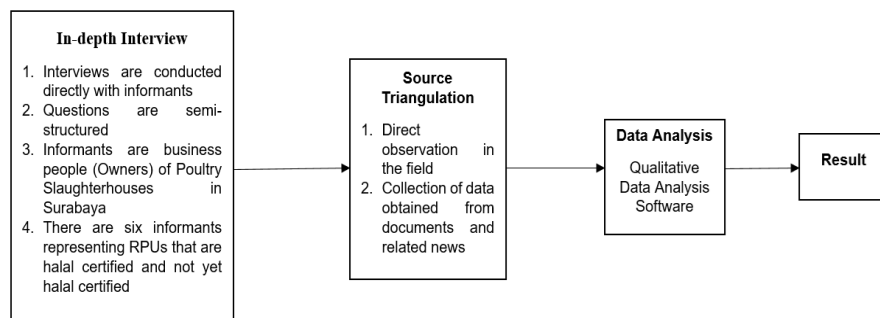 In-depth Interview
1. Interviews are conducted
directly with informants
2. Questions are semi-
structured
3. Informants are business
people (Owners) of Poultry
Slaughterhouses in
Surabaya
4. There are six informants
representing RPUs that are
halal certified and not yet
halal certified
Source
Triangulation
1. Direct
observation in
the field
2. Collection of data
obtained from
documents and
related news
Data Analysis
Qualitative
Data Analysis
Software
Result